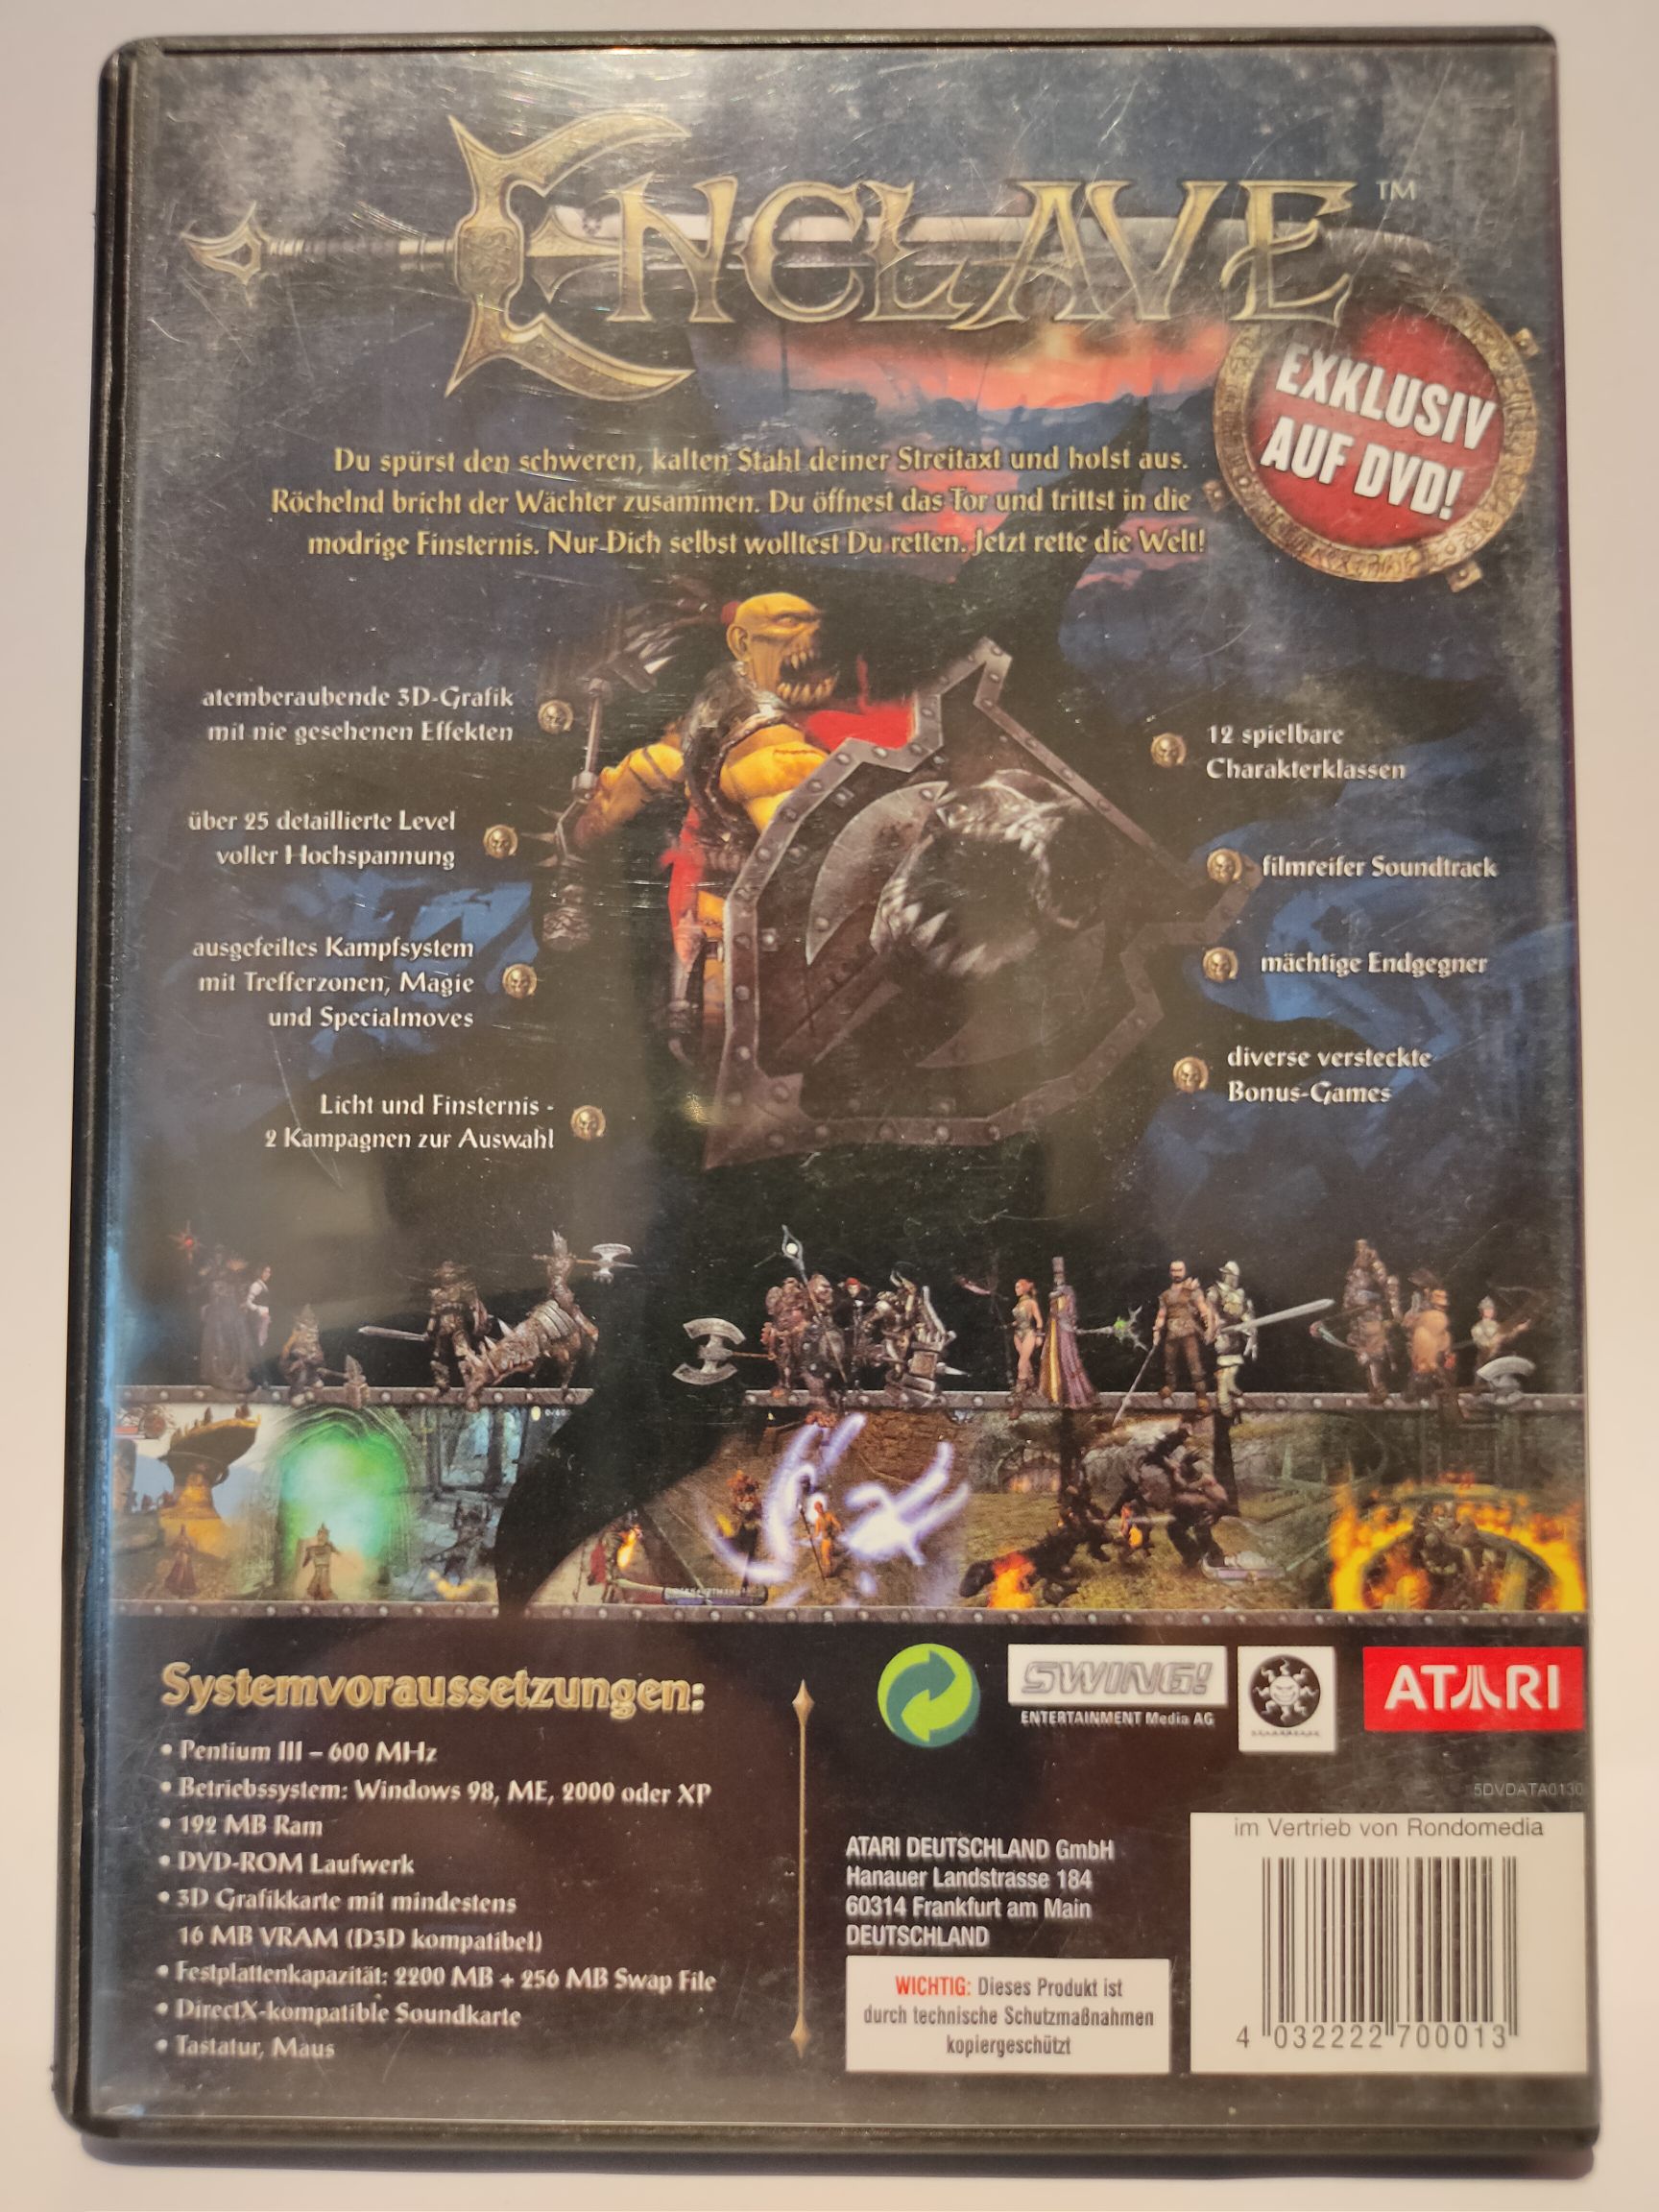 ENCLAVE™
EXKLUSIV
AUF DVD!
Du spürst den schweren, kalten Stahl deiner Streitaxt und holst aus.
Röchelnd bricht der Wächter zusammen. Du öffnest das Tor und trittst in die
modrige Finsternis. Nur Dich selbst wolltest Du retten. Jetzt rette die Welt!
atemberaubende 3D-Grafik
mit nie gesehenen Effekten
über 25 detaillierte Level
voller Hochspannung
ausgefeiltes Kampfsystem
mit Trefferzonen, Magie
und Specialmoves
Licht und Finsternis -
2 Kampagnen zur Auswahl
12 spielbare
Charakterklassen
filmreifer Soundtrack
mächtige Endgegner
diverse versteckte
Bonus-Games
Systemvoraussetzungen:
• Pentium III – 600 MHz
• Betriebssystem: Windows 98, ME, 2000 oder XP
• 192 MB Ram
• DVD-ROM Laufwerk
• 3D Grafikkarte mit mindestens
16 MB VRAM (D3D kompatibel)
• Festplattenkapazität: 2200 MB + 256 MB Swap File
• DirectX-kompatible Soundkarte
• Tastatur, Maus
SWING!
ENTERTAINMENT Media AG
STARBREEZE
ATARI
5DVDATA0130
ATARI DEUTSCHLAND GmbH
Hanauer Landstrasse 184
60314 Frankfurt am Main
DEUTSCHLAND
WICHTIG: Dieses Produkt ist
durch technische Schutzmaßnahmen
kopiergeschützt
im Vertrieb von Rondomedia
4 032222 700013